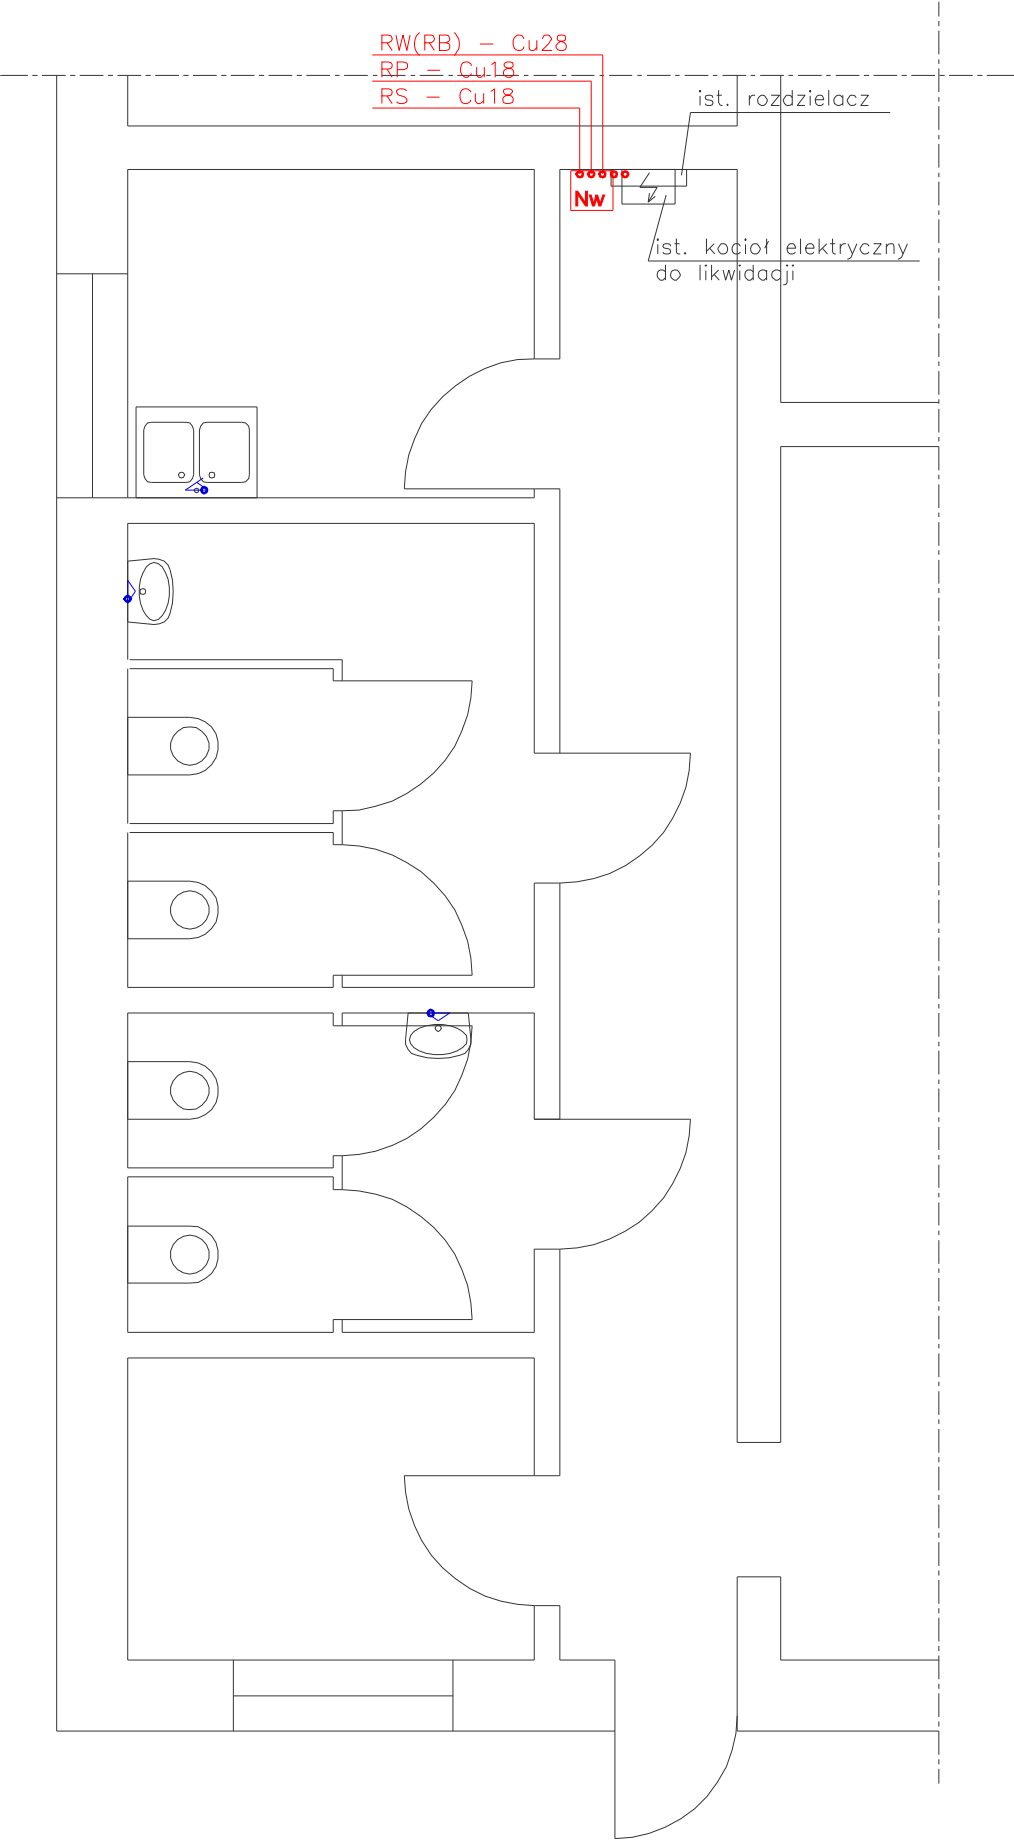 RW(RB) - Cu28
RP - Cu18
RS - Cu18
ist. rozdzielacz
Nw
ist. kocioł elektryczny
do likwidacji